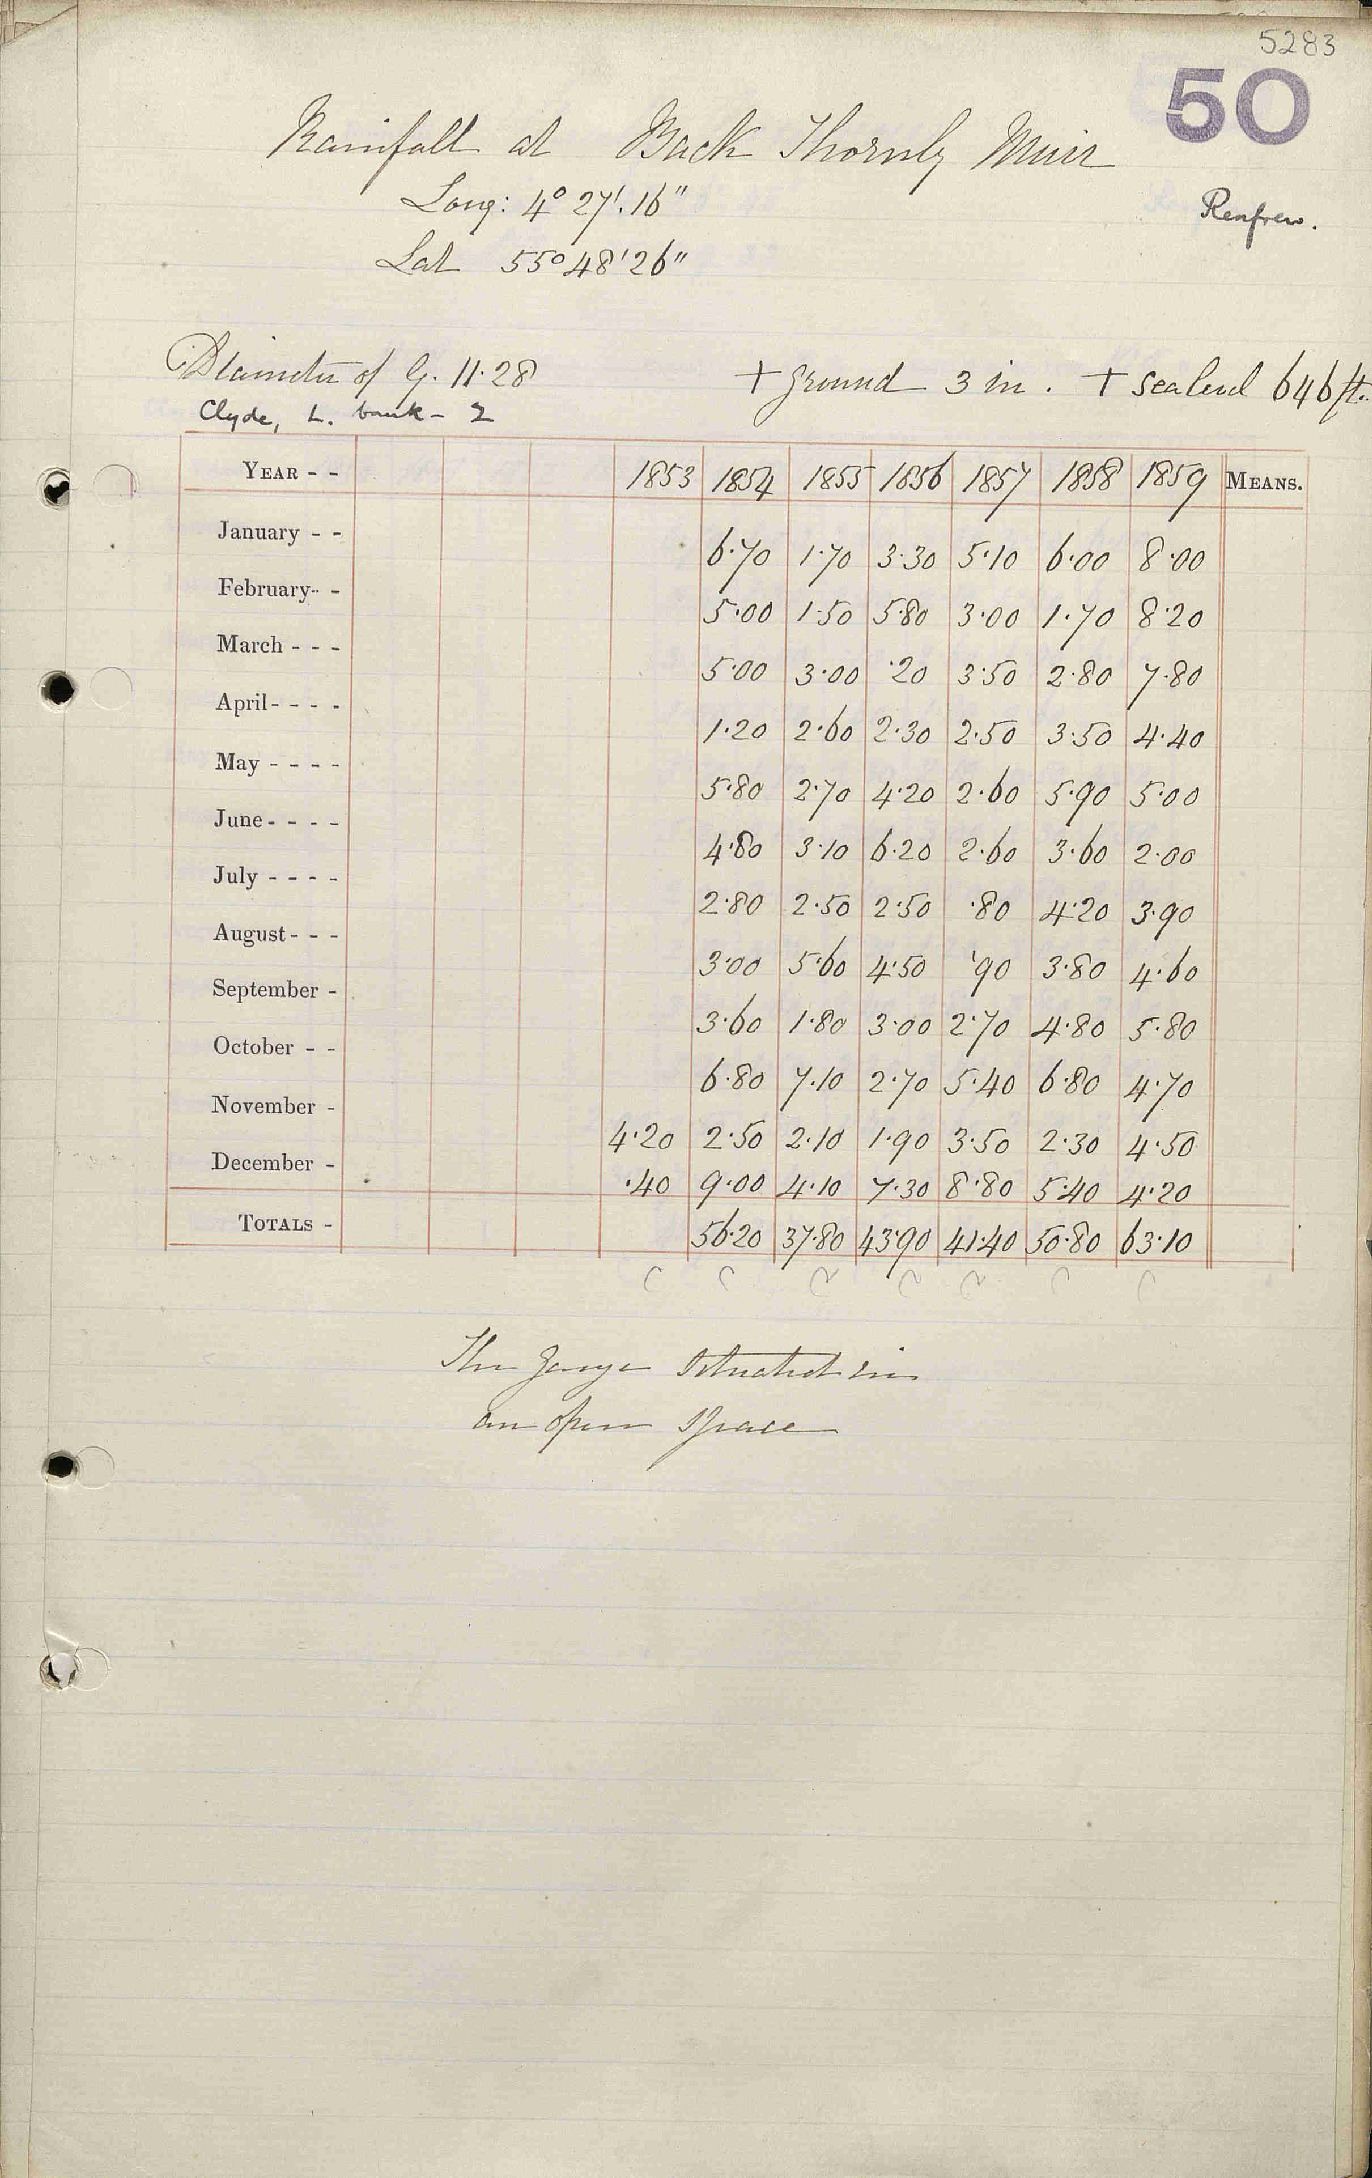 5283
50
Rainfall at Back Thornly Muir
Long: 4° 27'. 16"
Renfrew.
Lat 55° 48' 26"
Diameter of G. 11.28 + ground 3 in. + sealevel 646 ft.
Clyde, L. bank - 2
YEAR - - 1853 1854 1855 1856 1857 1858 1859 MEANS.
January - - 6.70 1.70 3.30 5.10 6.00 8.00
February - - 5.00 1.50 5.80 3.00 1.70 8.20
March - - - 5.00 3.00 .20 3.50 2.80 7.80
April - - - - 1.20 2.60 2.30 2.50 3.50 4.40
May - - - - 5.80 2.70 4.20 2.60 5.90 5.00
June - - - - 4.80 3.10 6.20 2.60 3.60 2.00
July - - - - 2.80 2.50 2.50 .80 4.20 3.90
August - - - 3.00 5.60 4.50 .90 3.80 4.60
September - 3.60 1.80 3.00 2.70 4.80 5.80
October - - 6.80 7.10 2.70 5.40 6.80 4.70
November - 4.20 2.50 2.10 1.90 3.50 2.30 4.50
December - .40 9.00 4.10 7.30 8.80 5.40 4.20
TOTALS - 56.20 37.80 43.90 41.40 50.80 63.10
The Gauge Situated in
an open Space